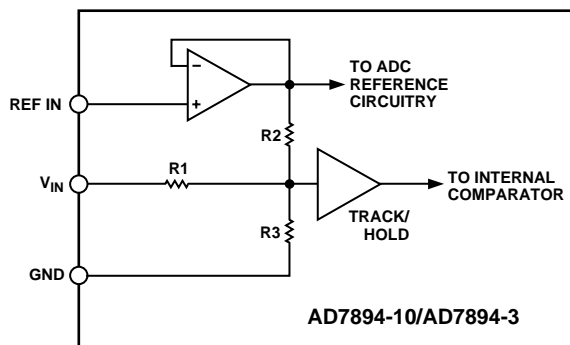 TO ADC
REFERENCE
CIRCUITRY
−
+
REF IN
R2
R1
VIN
TO INTERNAL
COMPARATOR
TRACK/
HOLD
R3
GND
AD7894-10/AD7894-3